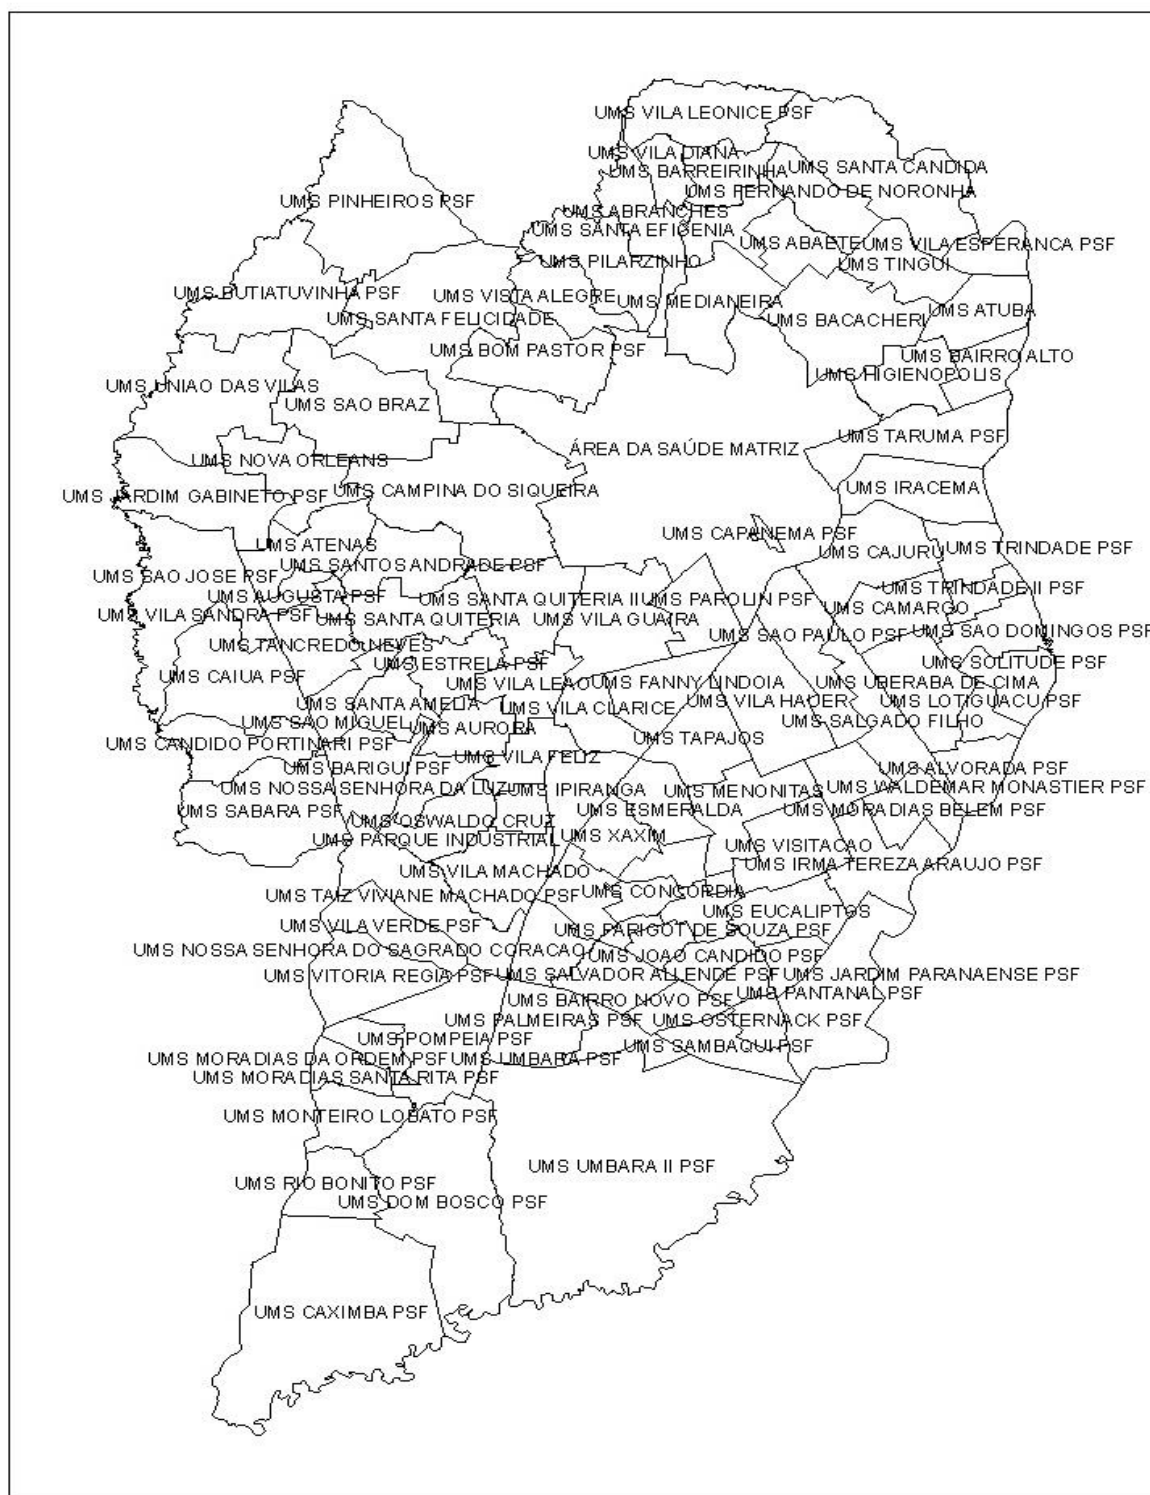 UMS VILA LEONICE PSF
UMS VILA DIANA
UMS BARREIRINHA
UMS SANTA CANDIDA
UMS FERNANDO DE NORONHA
UMS PINHEIROS PSF
UMS ABRANCHES
UMS SANTA EFIGENIA
UMS ABAETE
UMS VILA ESPERANCA PSF
UMS PILARZINHO
UMS TINGUI
UMS BUTIATUVINHA PSF
UMS VISTA ALEGRE
UMS MEDIANEIRA
UMS SANTA FELICIDADE
UMS BACACHERI
UMS ATUBA
UMS BOM PASTOR PSF
UMS BAIRRO ALTO
UMS HIGIENOPOLIS
UMS UNIAO DAS VILAS
UMS SAO BRAZ
UMS TARUMA PSF
ÁREA DA SAÚDE MATRIZ
UMS NOVA ORLEANS
UMS JARDIM GABINETO PSF
UMS CAMPINA DO SIQUEIRA
UMS IRACEMA
UMS CAPANEMA PSF
UMS ATENAS
UMS CAJURU
UMS TRINDADE PSF
UMS SANTOS ANDRADE PSF
UMS SAO JOSE PSF
UMS TRINDADE II PSF
UMS AUGUSTA PSF
UMS SANTA QUITERIA II
UMS PAROLIN PSF
UMS CAMARGO
UMS VILA SANDRA PSF
UMS SANTA QUITERIA
UMS VILA GUAIRA
UMS SAO PAULO PSF
UMS SAO DOMINGOS PSF
UMS TANCREDO NEVES
UMS ESTRELA PSF
UMS SOLITUDE PSF
UMS CAIUA PSF
UMS VILA LEAO
UMS FANNY LINDOIA
UMS UBERABA DE CIMA
UMS SANTA AMELIA
UMS VILA CLARICE
UMS VILA HAUER
UMS LOTIGUACU PSF
UMS SAO MIGUEL
UMS AURORA
UMS SALGADO FILHO
UMS CANDIDO PORTINARI PSF
UMS TAPAJOS
UMS VILA FELIZ
UMS BARIGUI PSF
UMS ALVORADA PSF
UMS NOSSA SENHORA DA LUZ
UMS IPIRANGA
UMS MENONITAS
UMS WALDEMAR MONASTIER PSF
UMS SABARA PSF
UMS ESMERALDA
UMS MORADIAS BELEM PSF
UMS OSWALDO CRUZ
UMS PARQUE INDUSTRIAL
UMS XAXIM
UMS VISITACAO
UMS VILA MACHADO
UMS IRMA TEREZA ARAUJO PSF
UMS TAIZ VIVIANE MACHADO PSF
UMS CONCORDIA
UMS EUCALIPTOS
UMS VILA VERDE PSF
UMS PARIGOT DE SOUZA PSF
UMS NOSSA SENHORA DO SAGRADO CORACAO
UMS JOAO CANDIDO PSF
UMS VITORIA REGIA PSF
UMS SALVADOR ALLENDE PSF
UMS JARDIM PARANAENSE PSF
UMS BAIRRO NOVO PSF
UMS PANTANAL PSF
UMS PALMEIRAS PSF
UMS OSTERNACK PSF
UMS POMPEIA PSF
UMS SAMBAQUI PSF
UMS MORADIAS DA ORDEM PSF
UMS UMBARA PSF
UMS MORADIAS SANTA RITA PSF
UMS MONTEIRO LOBATO PSF
UMS UMBARA II PSF
UMS RIO BONITO PSF
UMS DOM BOSCO PSF
UMS CAXIMBA PSF